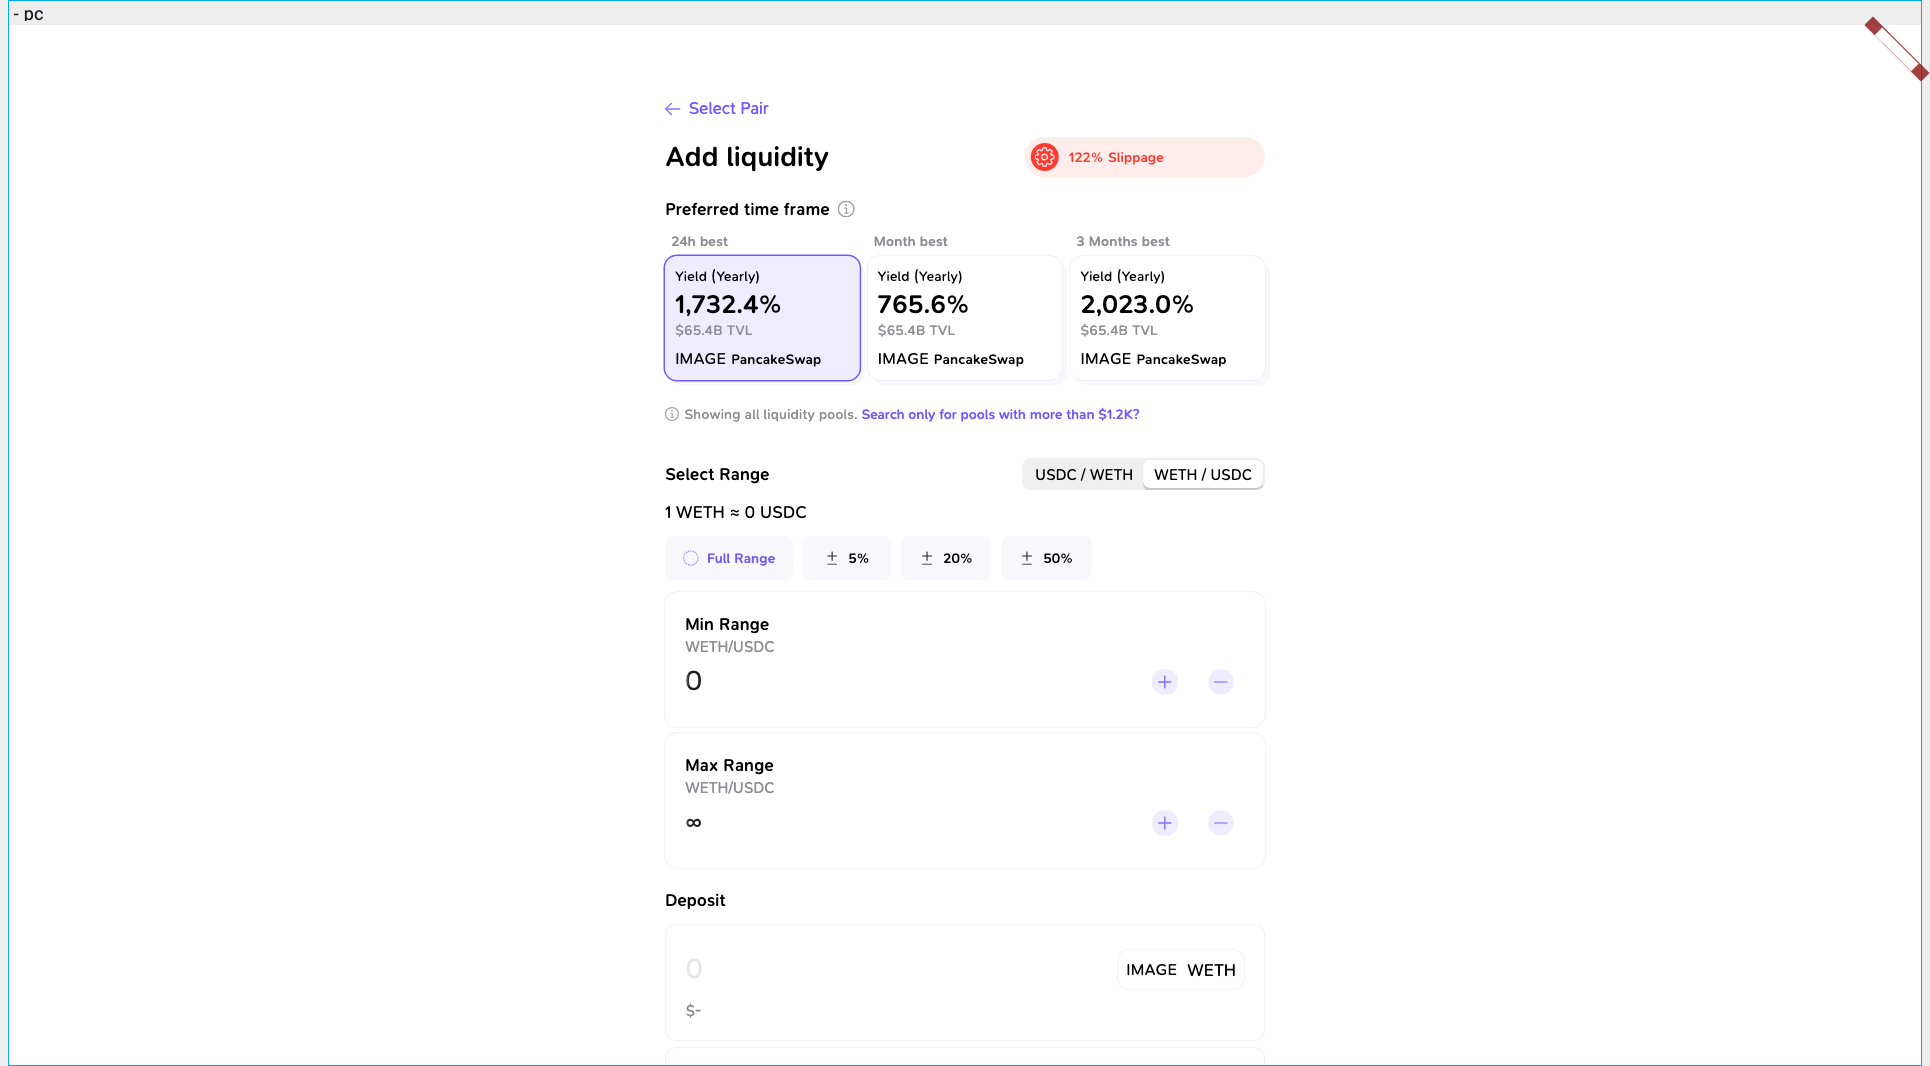 - pc
Select Pair
Add liquidity
122% Slippage
Preferred time frame
24h best
Month best
3 Months best
Yield (Yearly)
1,732.4%
$65.4B TVL
IMAGE PancakeSwap
Yield (Yearly)
765.6%
$65.4B TVL
IMAGE PancakeSwap
Yield (Yearly)
2,023.0%
$65.4B TVL
IMAGE PancakeSwap
Showing all liquidity pools. Search only for pools with more than $1.2K?
Select Range
USDC / WETH
WETH / USDC
1 WETH ≈ 0 USDC
Full Range
± 5%
± 20%
± 50%
Min Range
WETH/USDC
0
Max Range
WETH/USDC
∞
Deposit
0
IMAGE WETH
$-